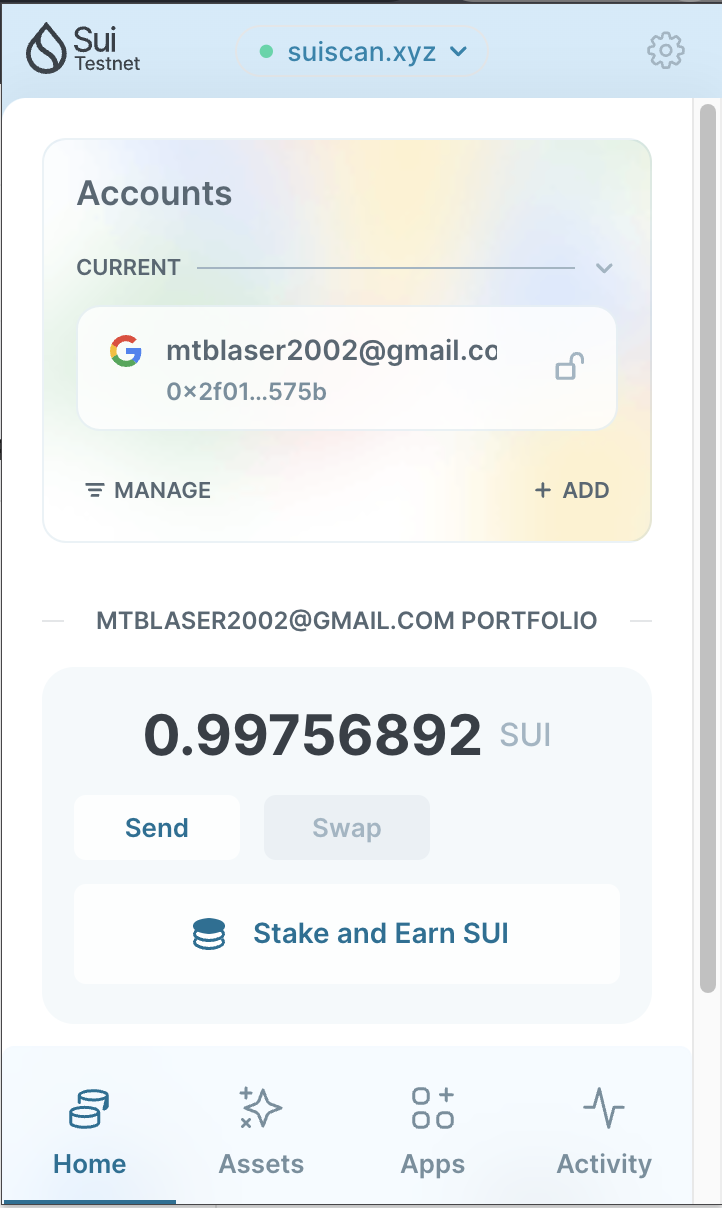 Sui
Testnet
suiscan.xyz
Accounts
CURRENT
mtblaser2002@gmail.co
0×2f01...575b
MANAGE
+ ADD
MTBLASER2002@GMAIL.COM PORTFOLIO
0.99756892 SUI
Send
Swap
Stake and Earn SUI
Home
Assets
Apps
Activity